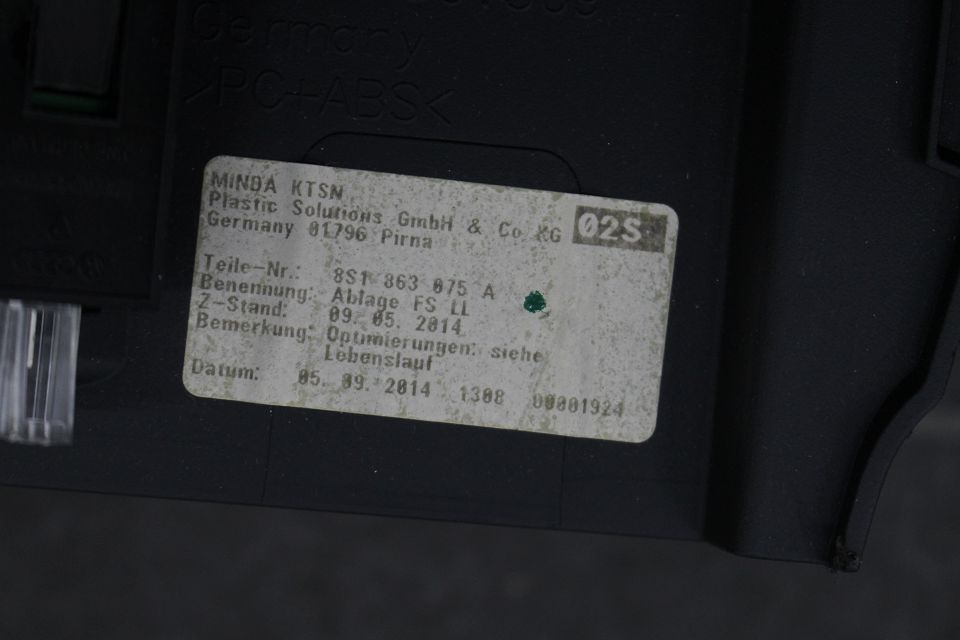 Germany
>PC+ABS<
MINDA KTSN
Plastic Solutions GmbH & Co KG
Germany 01796 Pirna
02S
Teile-Nr.: 8S1 863 075 A
Benennung: Ablage FS LL
Z-Stand: 09. 05. 2014
Bemerkung: Optimierungen: siehe
Lebenslauf
Datum: 05. 09. 2014 1308 00001924